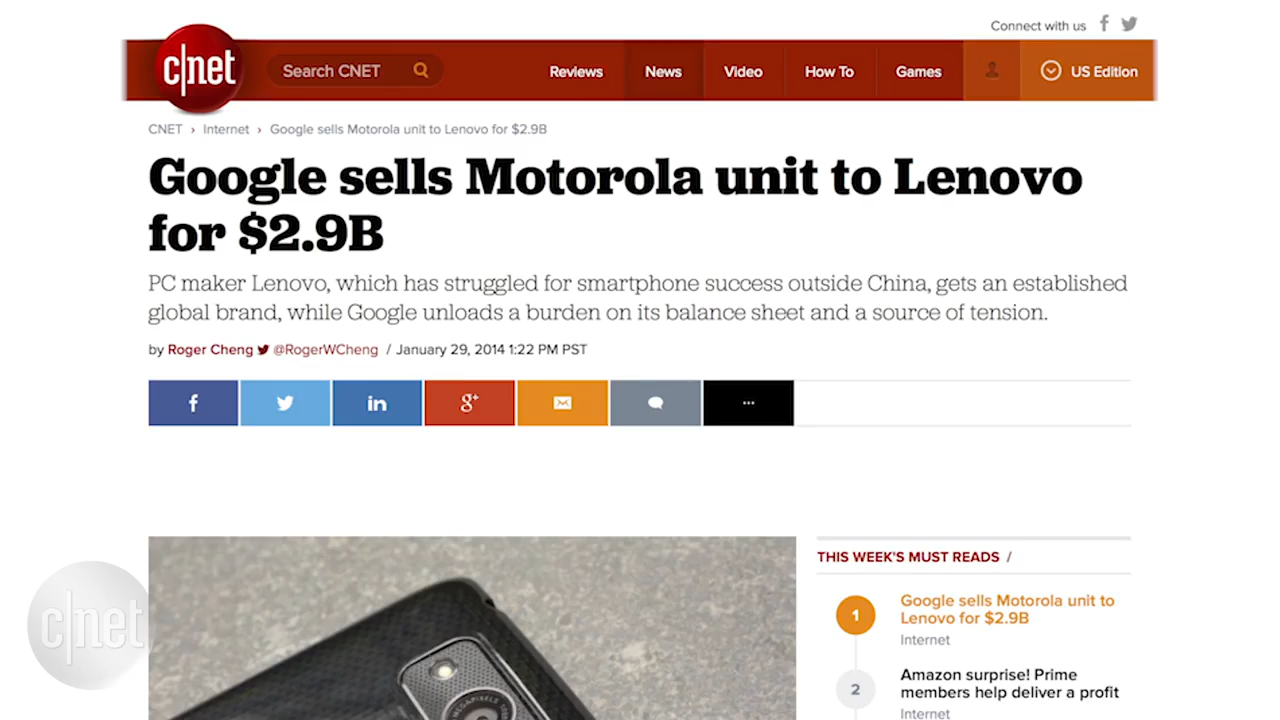 Connect with us
c|net
Search CNET
Reviews
News
Video
How To
Games
US Edition
CNET › Internet › Google sells Motorola unit to Lenovo for $2.9B
Google sells Motorola unit to Lenovo
for $2.9B
PC maker Lenovo, which has struggled for smartphone success outside China, gets an established
global brand, while Google unloads a burden on its balance sheet and a source of tension.
by Roger Cheng @RogerWCheng / January 29, 2014 1:22 PM PST
THIS WEEK'S MUST READS /
1
Google sells Motorola unit to
Lenovo for $2.9B
Internet
2
Amazon surprise! Prime
members help deliver a profit
Internet
c|net
MEGAPIXELS